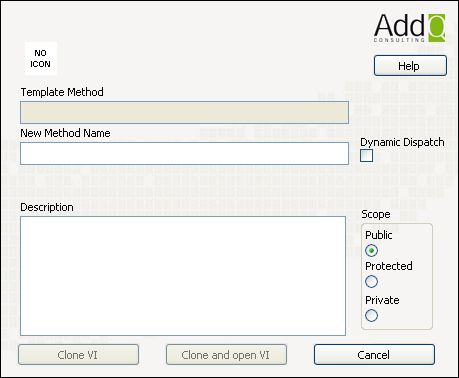 AddQ
CONSULTING
NO
ICON
Help
Template Method
New Method Name
Dynamic Dispatch
Description
Scope
Public
Protected
Private
Clone VI
Clone and open VI
Cancel